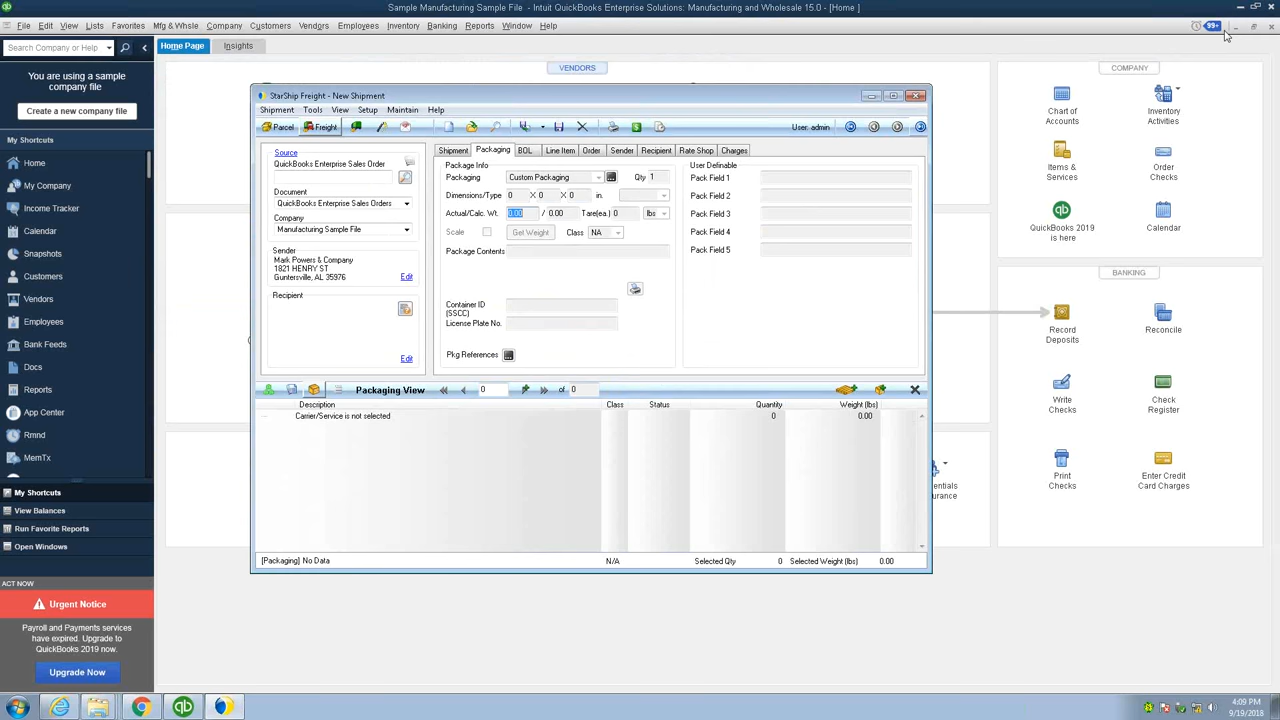 Sample Manufacturing Sample File - Intuit QuickBooks Enterprise Solutions: Manufacturing and Wholesale 15.0 - [Home ]
File Edit View Lists Favorites Mfg & Whsle Company Customers Vendors Employees Inventory Banking Reports Window Help
99+
Search Company or Help
Home Page Insights
You are using a sample
company file
Create a new company file
My Shortcuts
Home
My Company
Income Tracker
Calendar
Snapshots
Customers
Vendors
Employees
Bank Feeds
Docs
Reports
App Center
Rmnd
MemTx
My Shortcuts
View Balances
Run Favorite Reports
Open Windows
ACT NOW
Urgent Notice
Payroll and Payments services
have expired. Upgrade to
QuickBooks 2019 now.
Upgrade Now
VENDORS
StarShip Freight - New Shipment
Shipment Tools View Setup Maintain Help
Parcel Freight User: admin
Source
QuickBooks Enterprise Sales Order
Document
QuickBooks Enterprise Sales Orders
Company
Manufacturing Sample File
Sender
Mark Powers & Company
1821 HENRY ST
Guntersville, AL 35976
Edit
Recipient
Edit
Shipment Packaging BOL Line Item Order Sender Recipient Rate Shop Charges
Package Info
Packaging Custom Packaging Qty 1
Dimensions/Type 0 X 0 X 0 in.
Actual/Calc. Wt. 0.00 / 0.00 Tare(ea.) 0 lbs
Scale Get Weight Class NA
Package Contents
Container ID
(SSCC)
License Plate No.
Pkg References
User Definable
Pack Field 1
Pack Field 2
Pack Field 3
Pack Field 4
Pack Field 5
Packaging View 0 of 0
Description Class Status Quantity Weight (lbs)
Carrier/Service is not selected 0 0.00
[Packaging] No Data N/A Selected Qty 0 Selected Weight (lbs) 0.00
COMPANY
Chart of
Accounts
Inventory
Activities
Items &
Services
Order
Checks
QuickBooks 2019
is here
Calendar
BANKING
Record
Deposits
Reconcile
Write
Checks
Check
Register
Print
Checks
Enter Credit
Card Charges
entials
urance
4:09 PM
9/19/2018